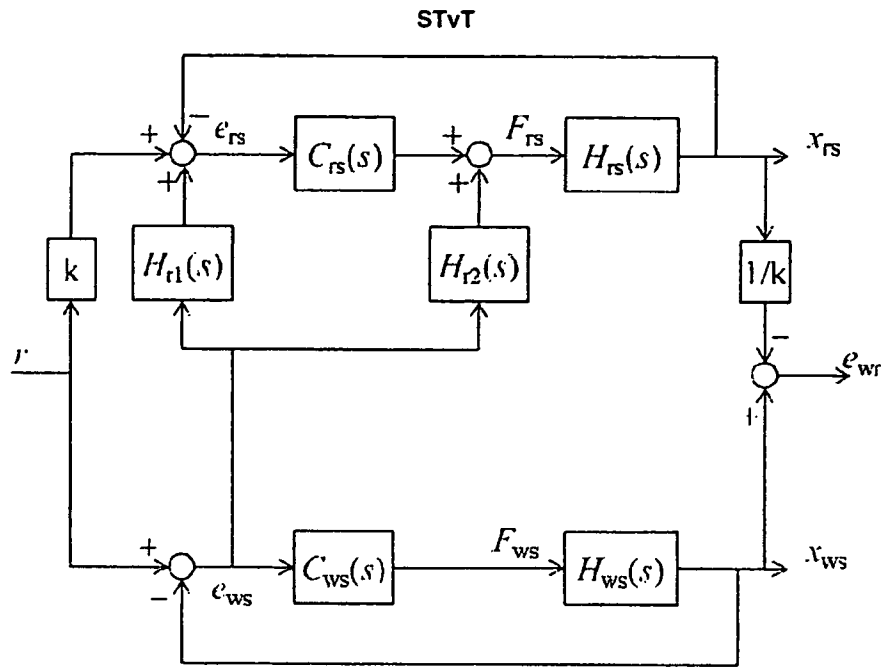 STvT
+ − e_rs C_rs(s) + F_rs H_rs(s) x_rs
+ +
k H_r1(s) H_r2(s) 1/k
r − e_wr
+
+ e_ws C_ws(s) F_ws H_ws(s) x_ws
−